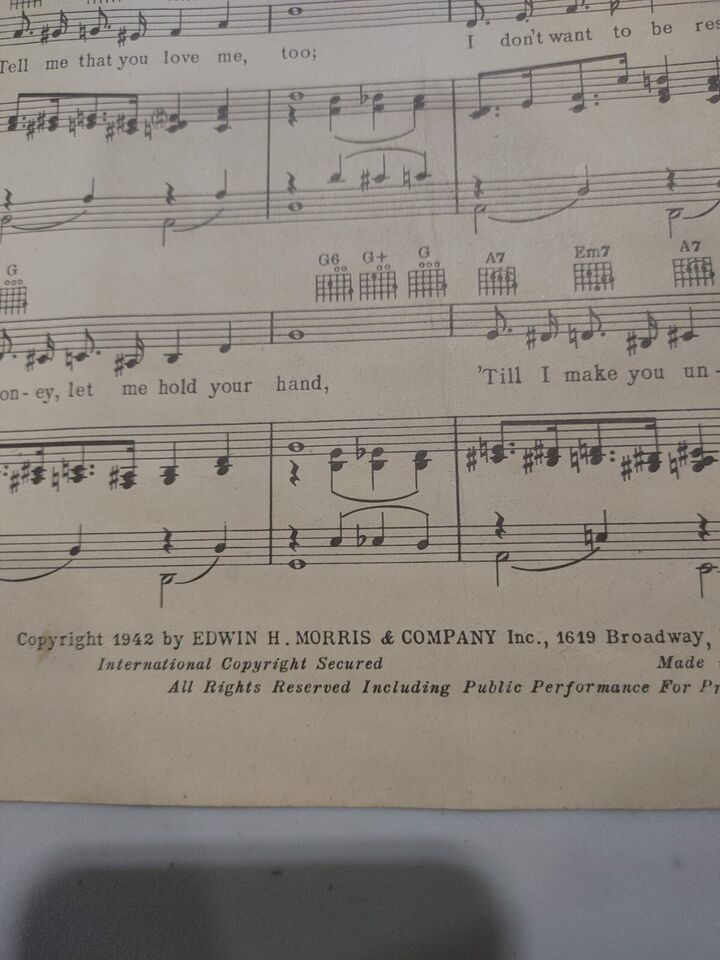 Tell me that you love me, too; I don't want to be
G G6 G+ G A7 Em7 A7
on-ey, let me hold your hand, 'Till I make you un-
Copyright 1942 by EDWIN H. MORRIS & COMPANY Inc., 1619 Broadway,
International Copyright Secured Made
All Rights Reserved Including Public Performance For